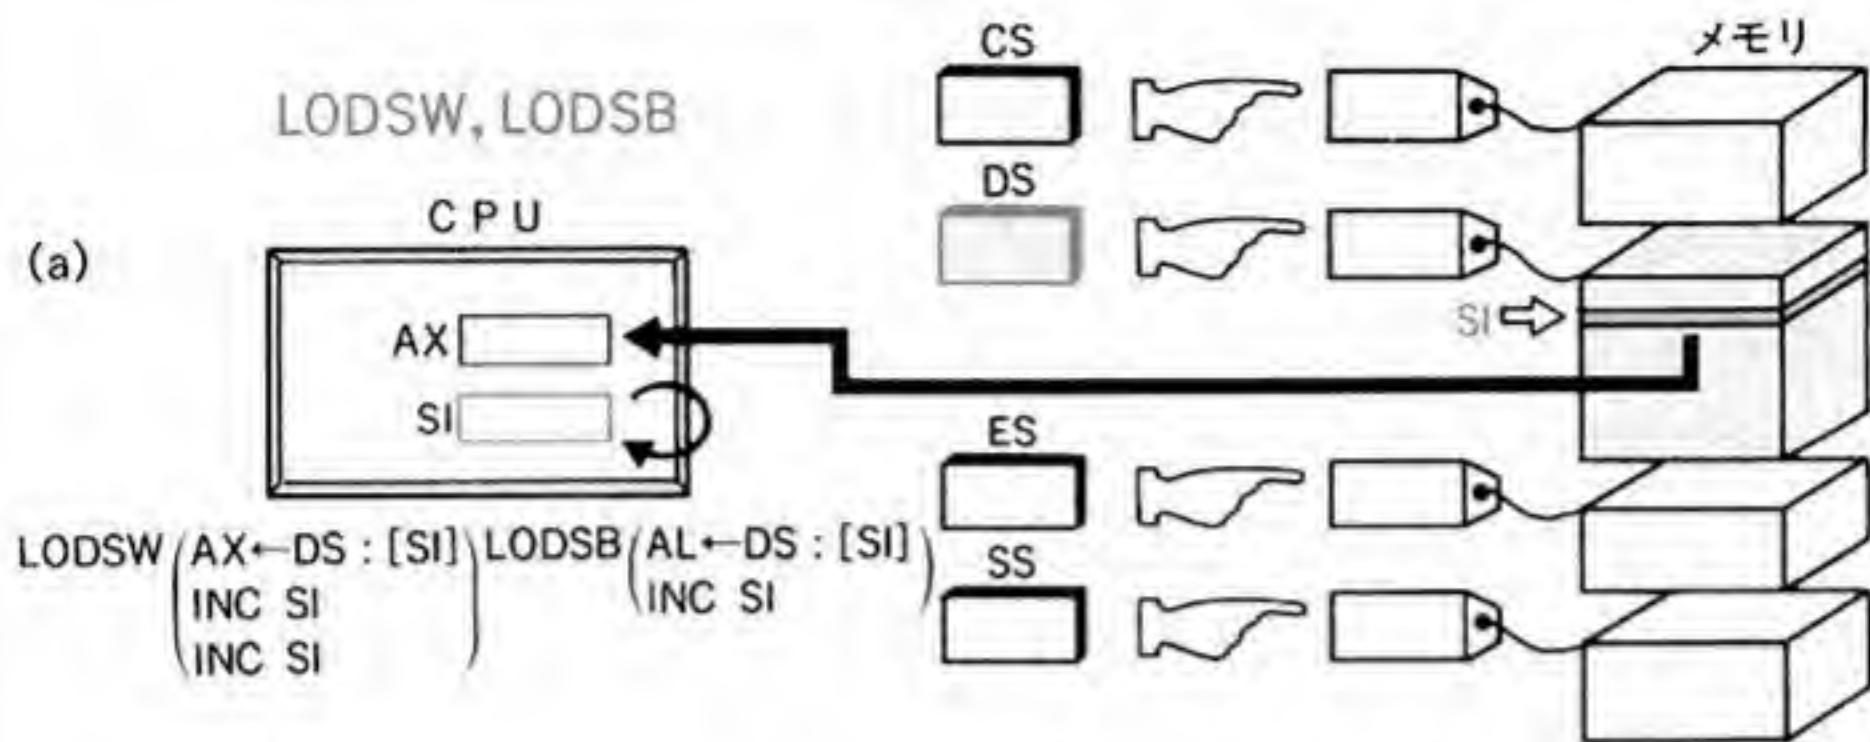 LODSW, LODSB
(a)
CPU
AX
SI
CS
DS
ES
SS
メモリ
SI
LODSW(AX←DS : [SI]
INC SI
INC SI)
LODSB(AL←DS : [SI]
INC SI)